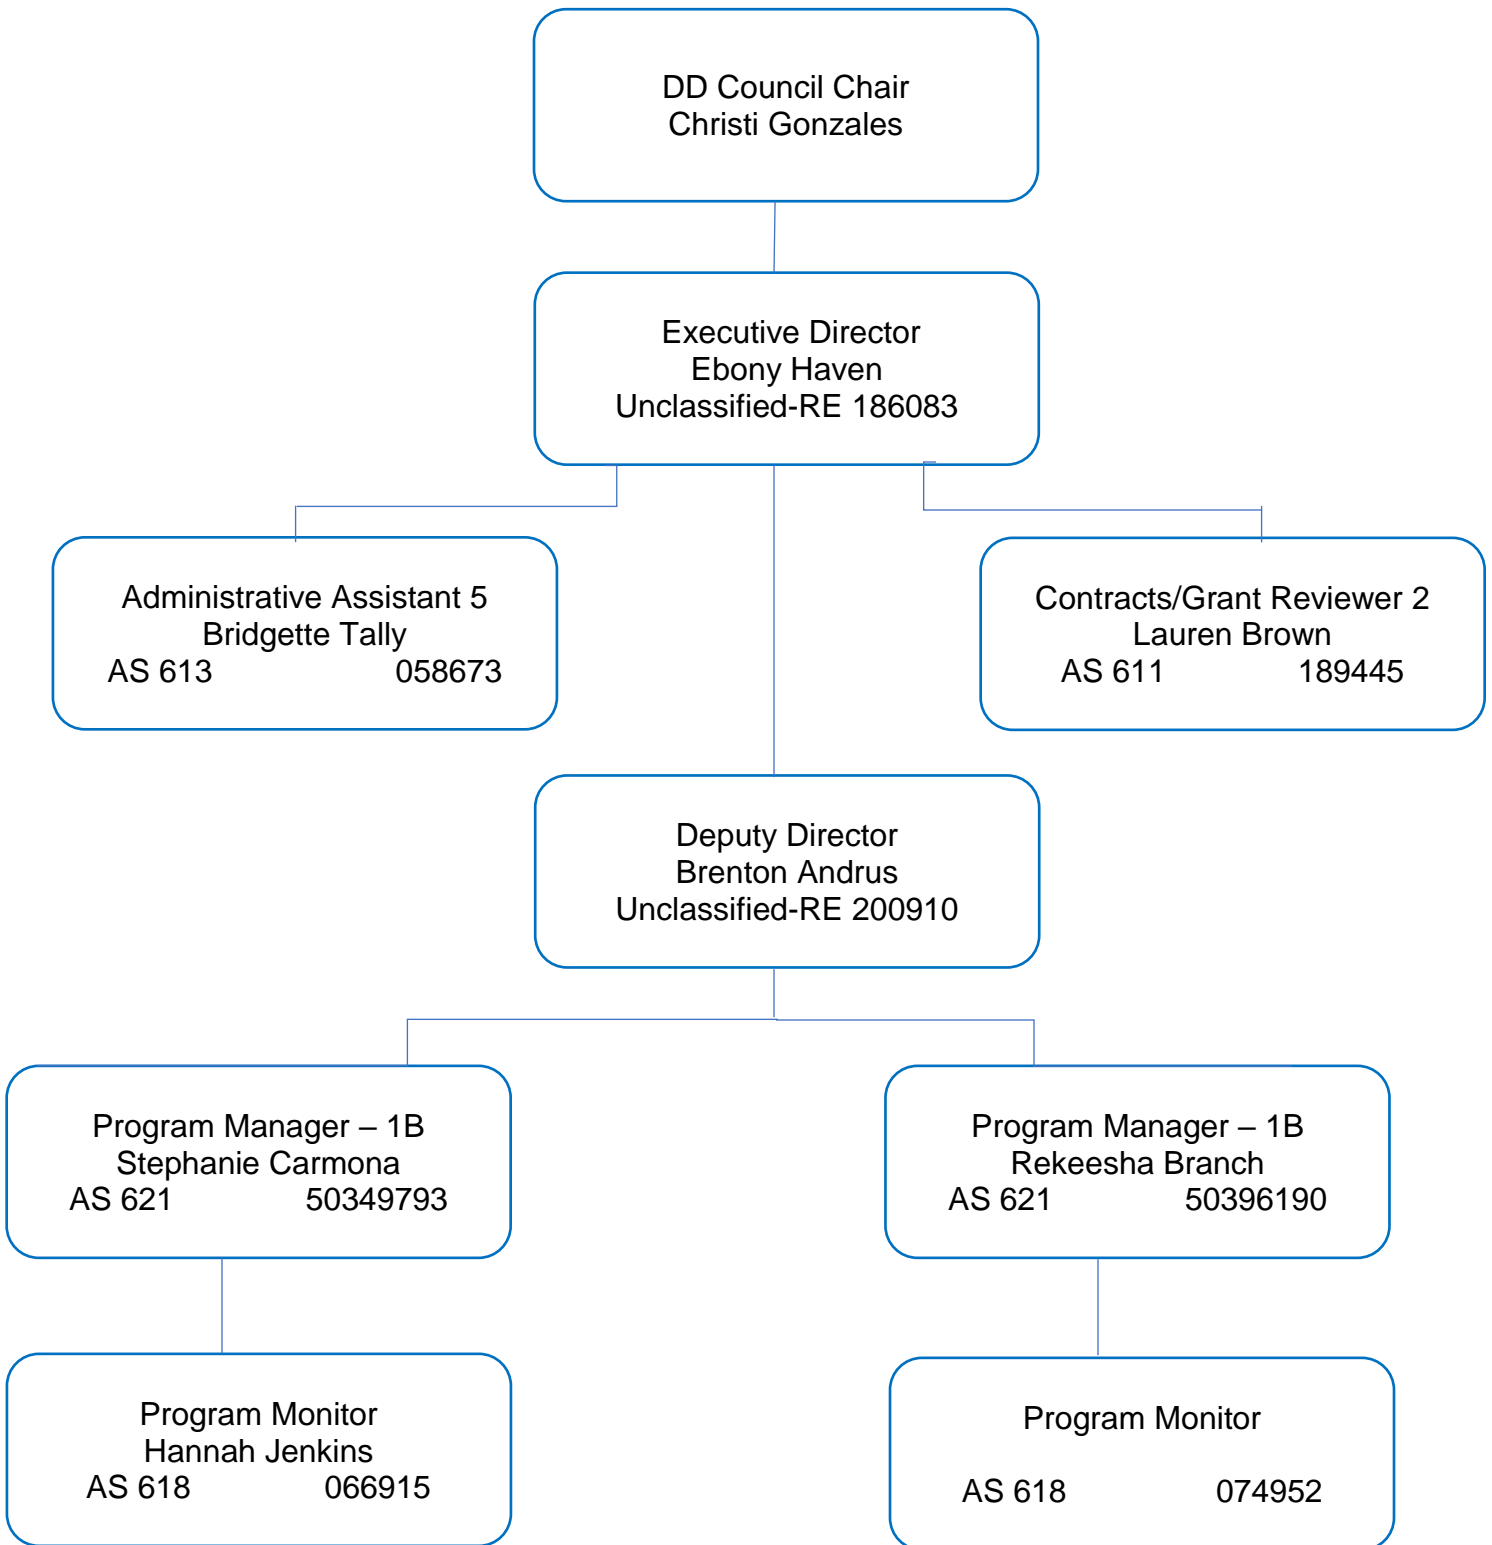 DD Council Chair
Christi Gonzales
Executive Director
Ebony Haven
Unclassified-RE 186083
Administrative Assistant 5
Bridgette Tally
AS 613 058673
Contracts/Grant Reviewer 2
Lauren Brown
AS 611 189445
Deputy Director
Brenton Andrus
Unclassified-RE 200910
Program Manager – 1B
Stephanie Carmona
AS 621 50349793
Program Manager – 1B
Rekeesha Branch
AS 621 50396190
Program Monitor
Hannah Jenkins
AS 618 066915
Program Monitor
AS 618 074952